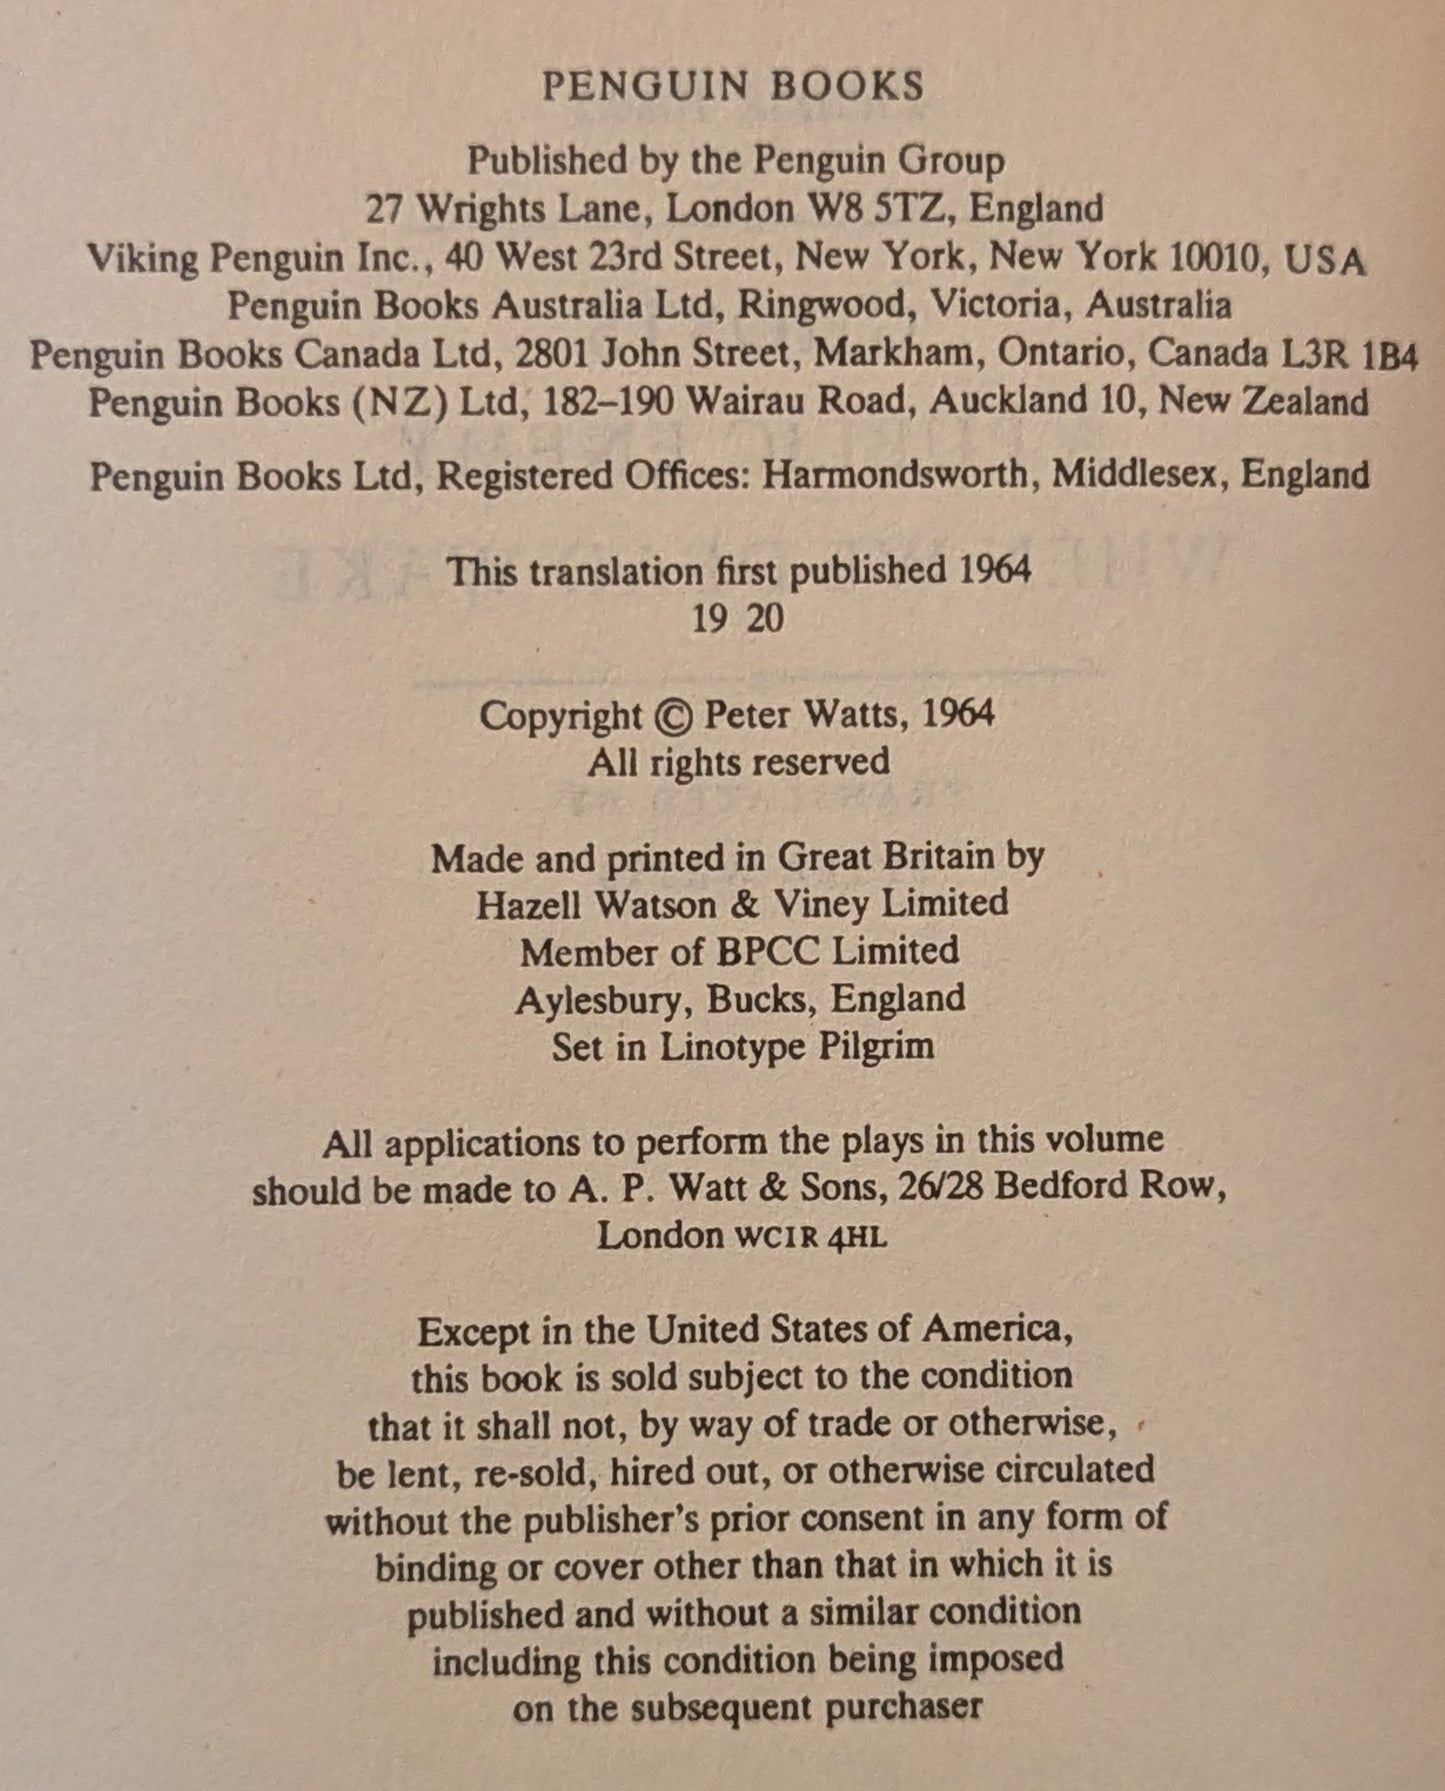 PENGUIN BOOKS
Published by the Penguin Group
27 Wrights Lane, London W8 5TZ, England
Viking Penguin Inc., 40 West 23rd Street, New York, New York 10010, USA
Penguin Books Australia Ltd, Ringwood, Victoria, Australia
Penguin Books Canada Ltd, 2801 John Street, Markham, Ontario, Canada L3R 1B4
Penguin Books (NZ) Ltd, 182–190 Wairau Road, Auckland 10, New Zealand
Penguin Books Ltd, Registered Offices: Harmondsworth, Middlesex, England
This translation first published 1964
19 20
Copyright © Peter Watts, 1964
All rights reserved
Made and printed in Great Britain by
Hazell Watson & Viney Limited
Member of BPCC Limited
Aylesbury, Bucks, England
Set in Linotype Pilgrim
All applications to perform the plays in this volume
should be made to A. P. Watt & Sons, 26/28 Bedford Row,
London WCIR 4HL
Except in the United States of America,
this book is sold subject to the condition
that it shall not, by way of trade or otherwise,
be lent, re-sold, hired out, or otherwise circulated
without the publisher's prior consent in any form of
binding or cover other than that in which it is
published and without a similar condition
including this condition being imposed
on the subsequent purchaser